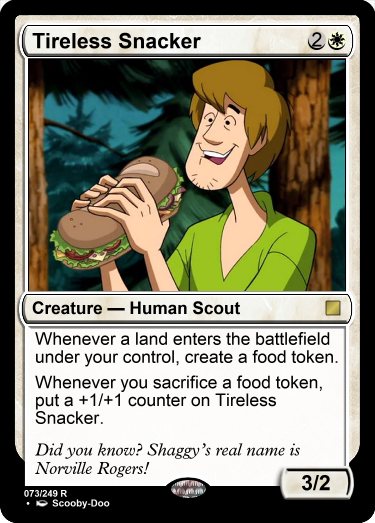 Tireless Snacker 2
Creature — Human Scout
Whenever a land enters the battlefield
under your control, create a food token.
Whenever you sacrifice a food token,
put a +1/+1 counter on Tireless
Snacker.
Did you know? Shaggy's real name is
Norville Rogers!
3/2
073/249 R
• Scooby-Doo